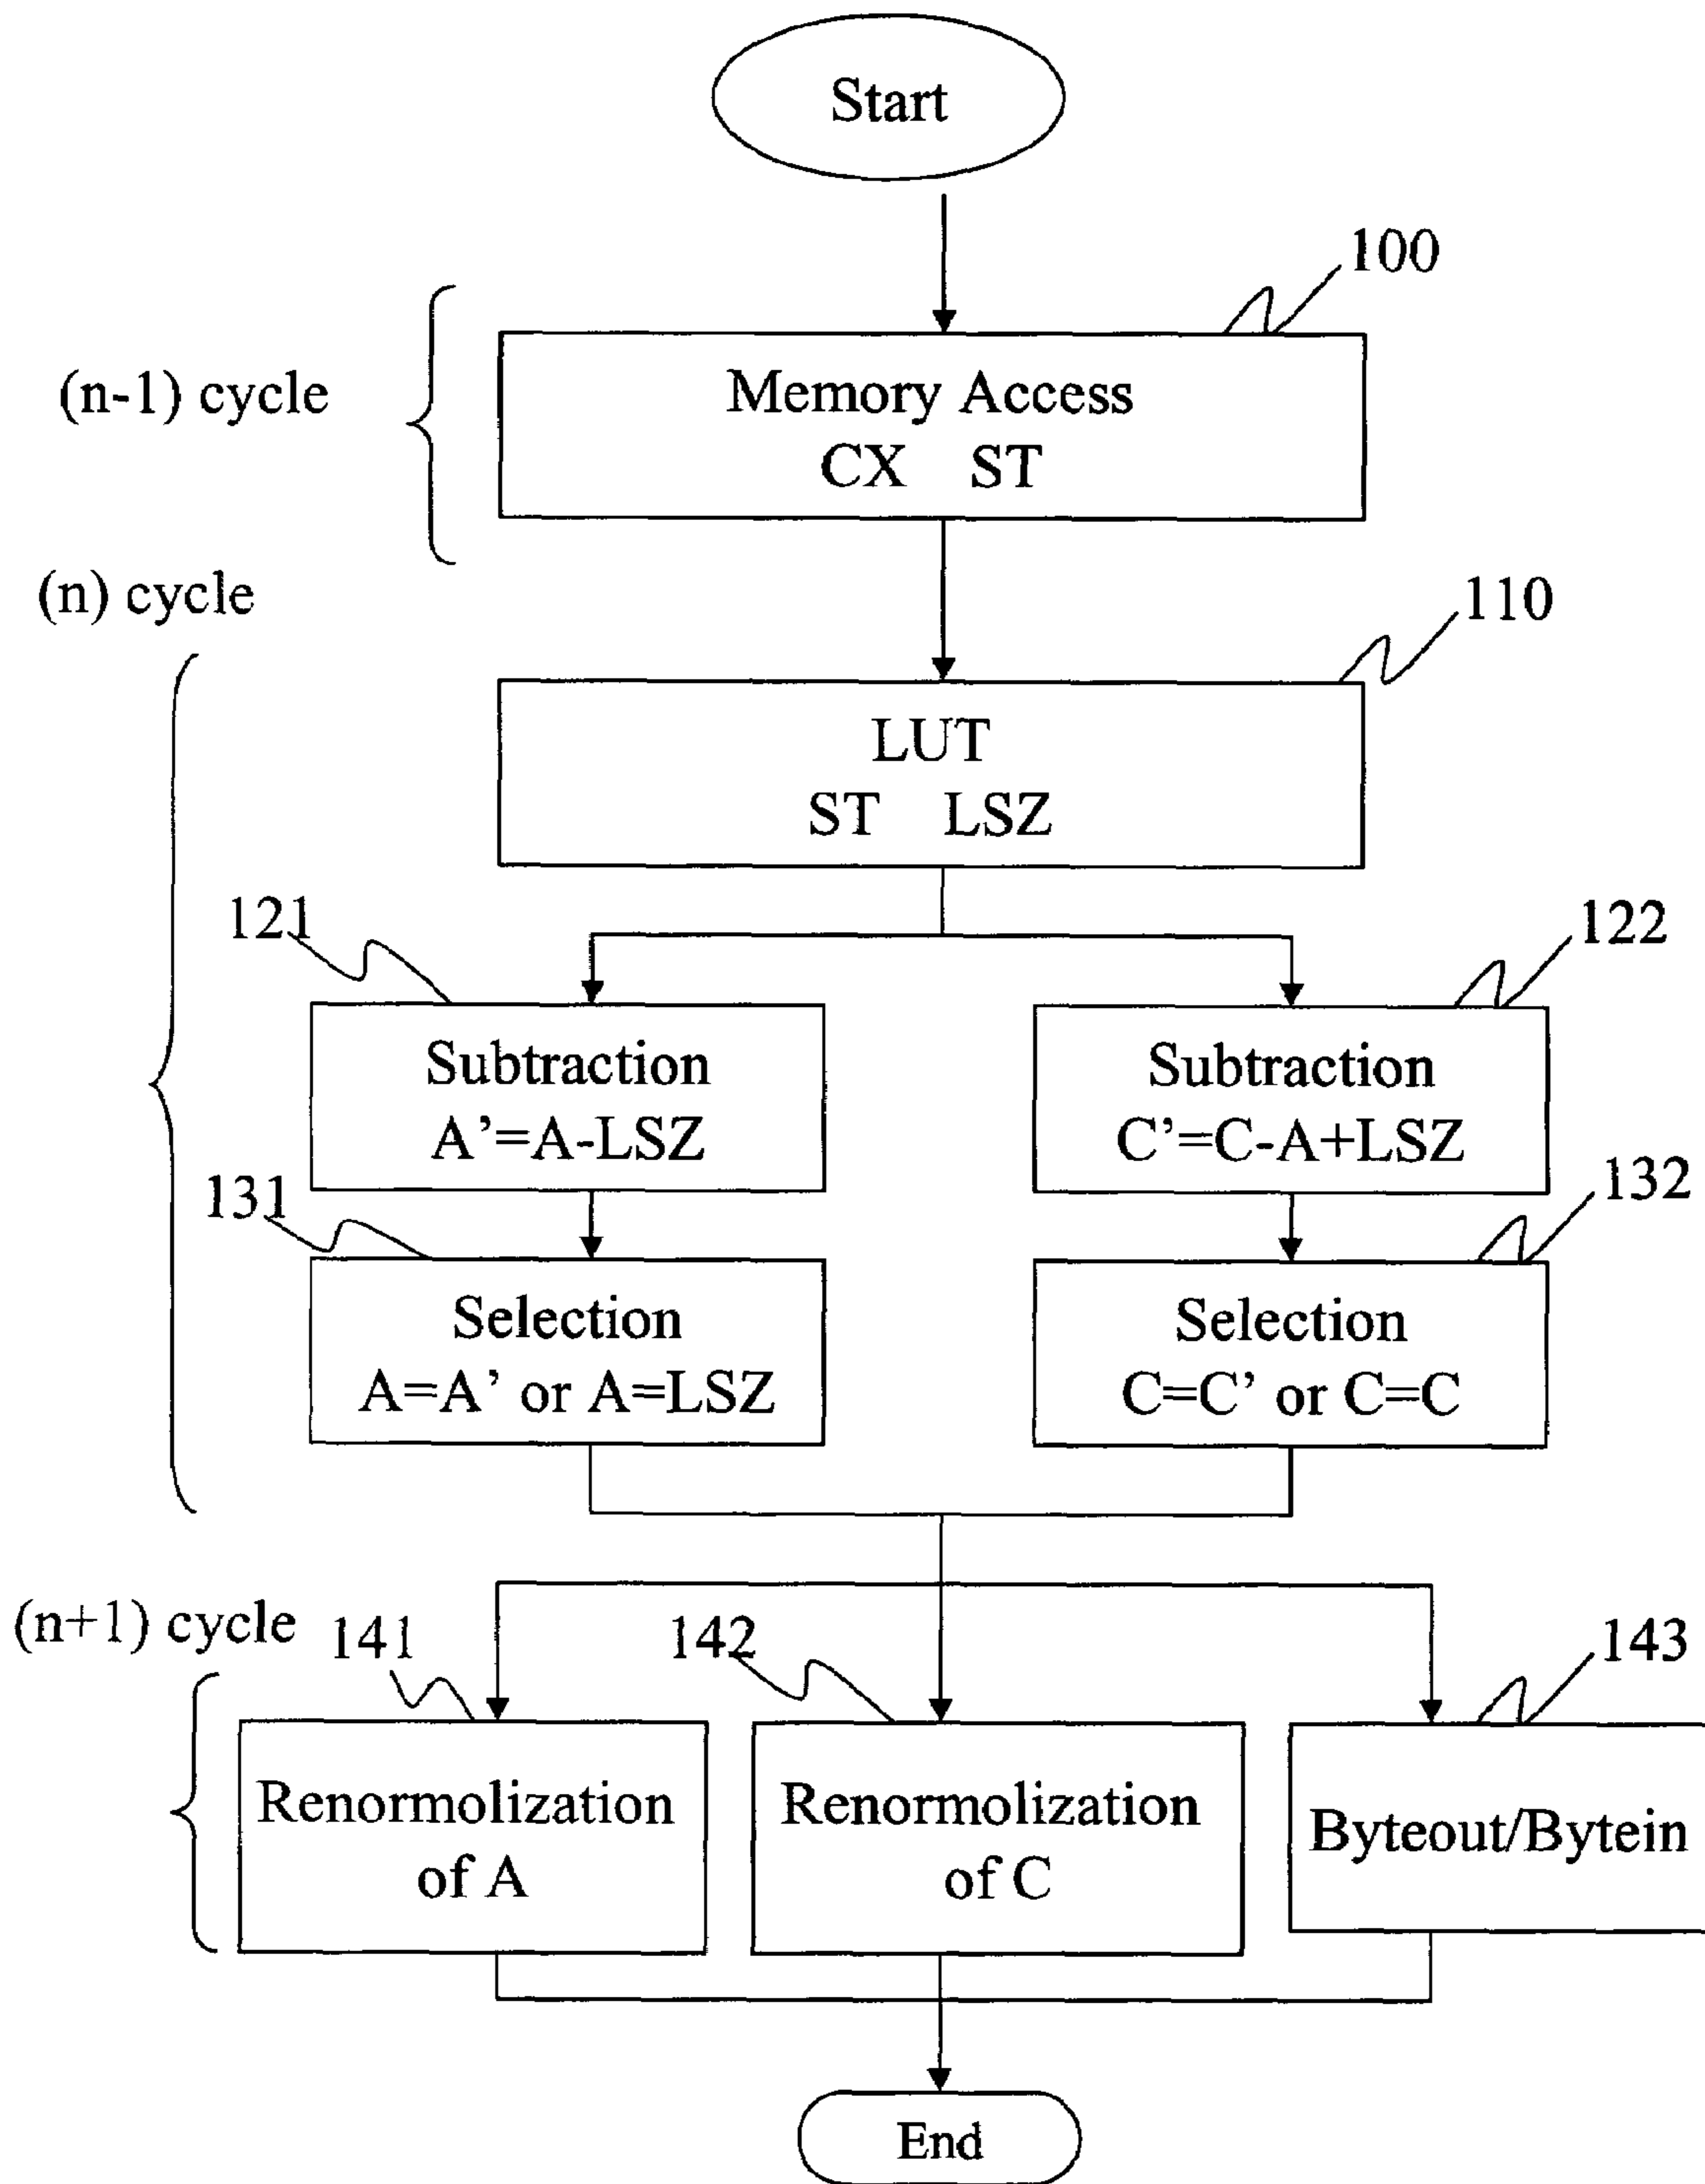 Start
100
(n-1) cycle
Memory Access
CX ST
(n) cycle
110
LUT
ST LSZ
121
122
Subtraction
A’=A-LSZ
Subtraction
C’=C-A+LSZ
131
132
Selection
A=A’ or A=LSZ
Selection
C=C’ or C=C
(n+1) cycle
141
142
143
Renormolization
of A
Renormolization
of C
Byteout/Bytein
End